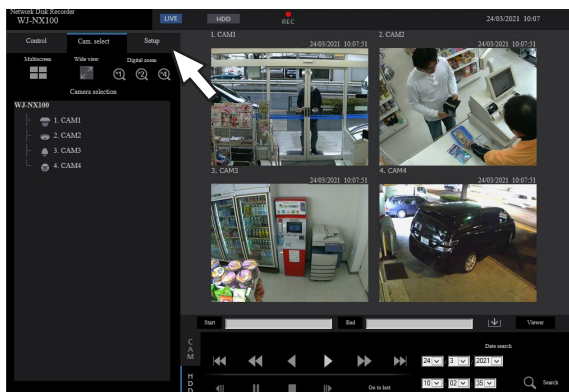 Network Disk Recorder
WJ-NX100
LIVE
HDD
REC
24/03/2021 10:07
Control
Cam. select
Setup
Multiscreen
Wide view
Digital zoom
x1
x2
x4
Camera selection
WJ-NX100
1. CAM1
2. CAM2
3. CAM3
4. CAM4
1. CAM1
24/03/2021 10:07:51
2. CAM2
24/03/2021 10:07:51
3. CAM3
24/03/2021 10:07:51
4. CAM4
24/03/2021 10:07:51
Start
End
Viewer
CAM
HDD
Date search
24
3
2021
Go to last
10
02
35
Search